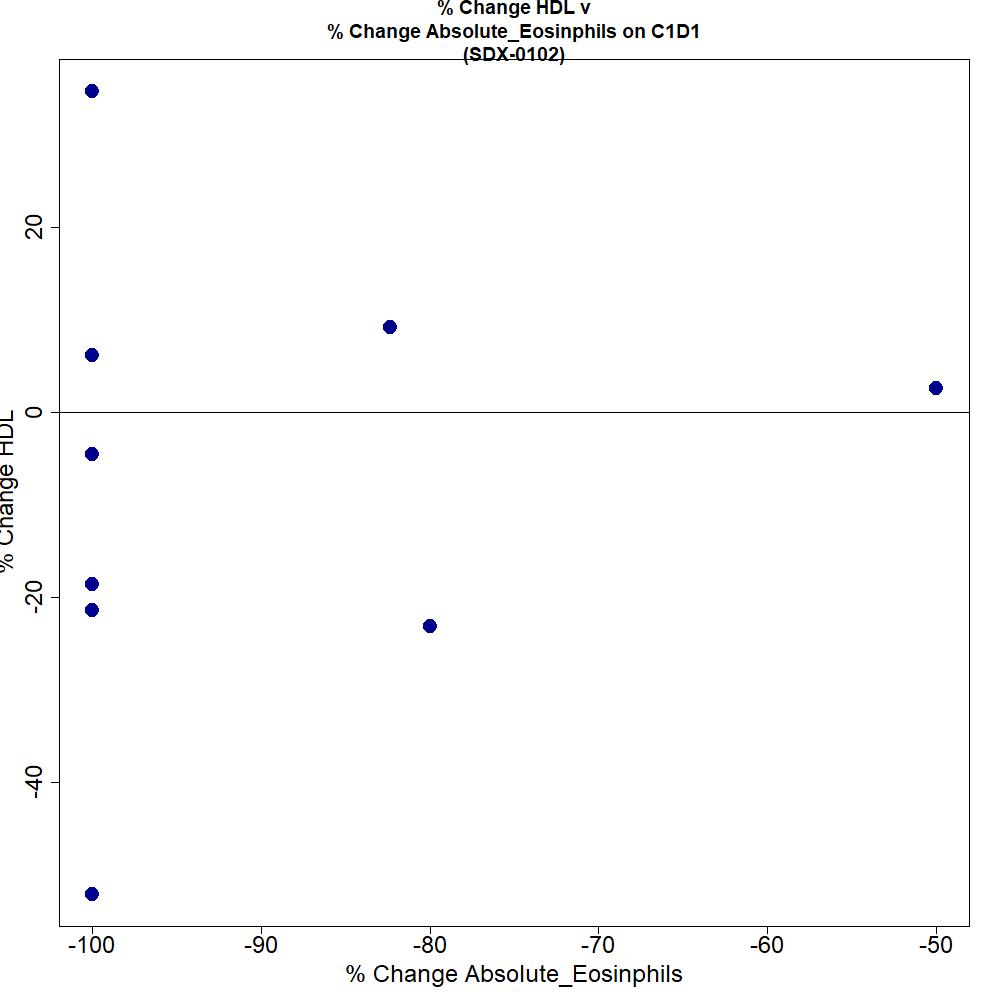 % Change HDL v
% Change Absolute_Eosinphils on C1D1
(SDX-0102)
% Change HDL
20
0
-20
-40
-100
-90
-80
-70
-60
-50
% Change Absolute_Eosinphils